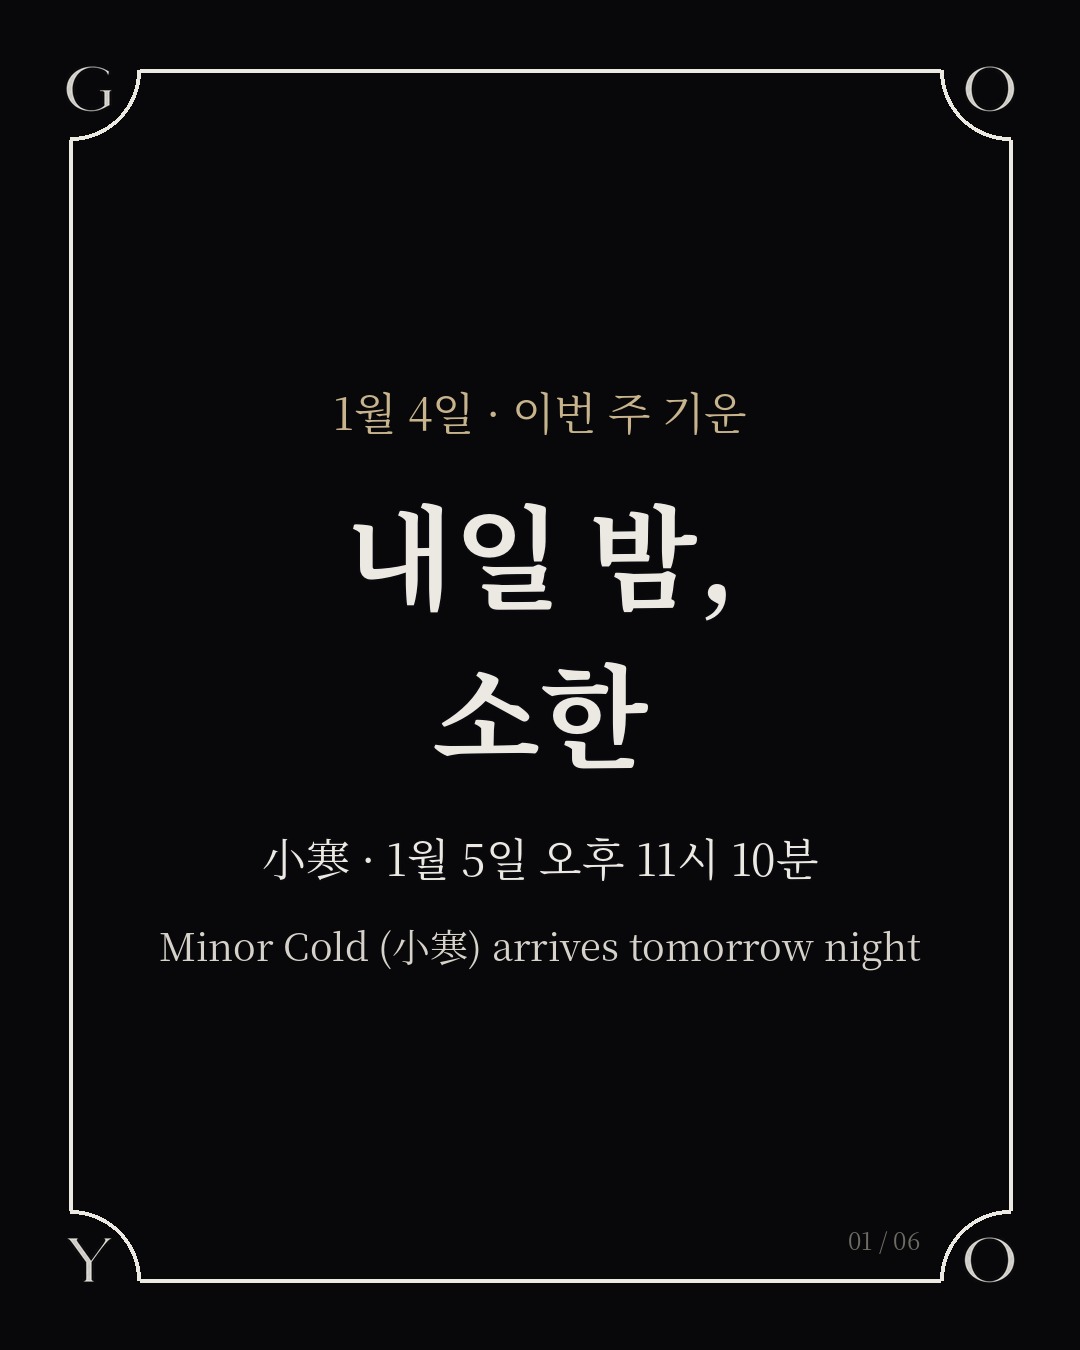 G O
1월 4일 · 이번 주 기운
내일 밤,
소한
小寒 · 1월 5일 오후 11시 10분
Minor Cold (小寒) arrives tomorrow night
01 / 06
Y O